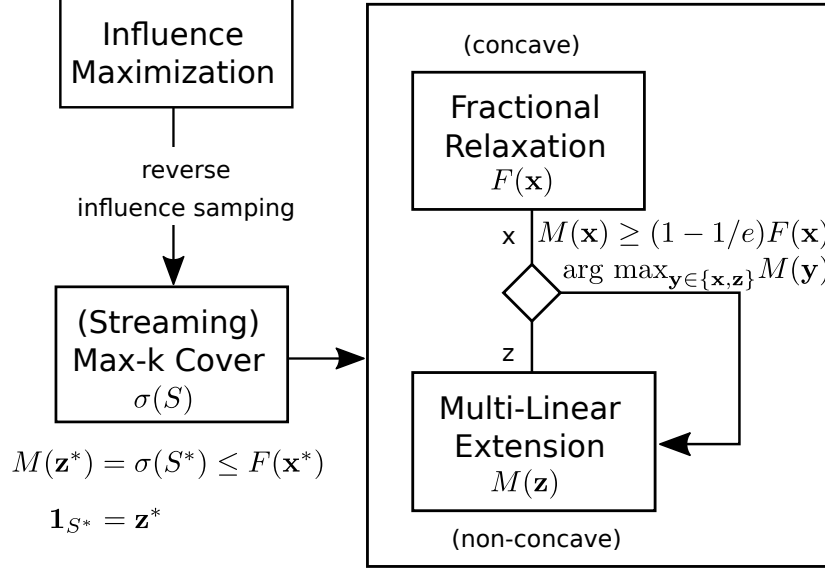 Influence
Maximization
reverse
influence samping
(Streaming)
Max-k Cover
σ(S)
M(z*) = σ(S*) ≤ F(x*)
1_{S*} = z*
(concave)
Fractional
Relaxation
F(x)
x
M(x) ≥ (1 − 1/e)F(x)
arg max_{y∈{x,z}} M(y)
z
Multi-Linear
Extension
M(z)
(non-concave)